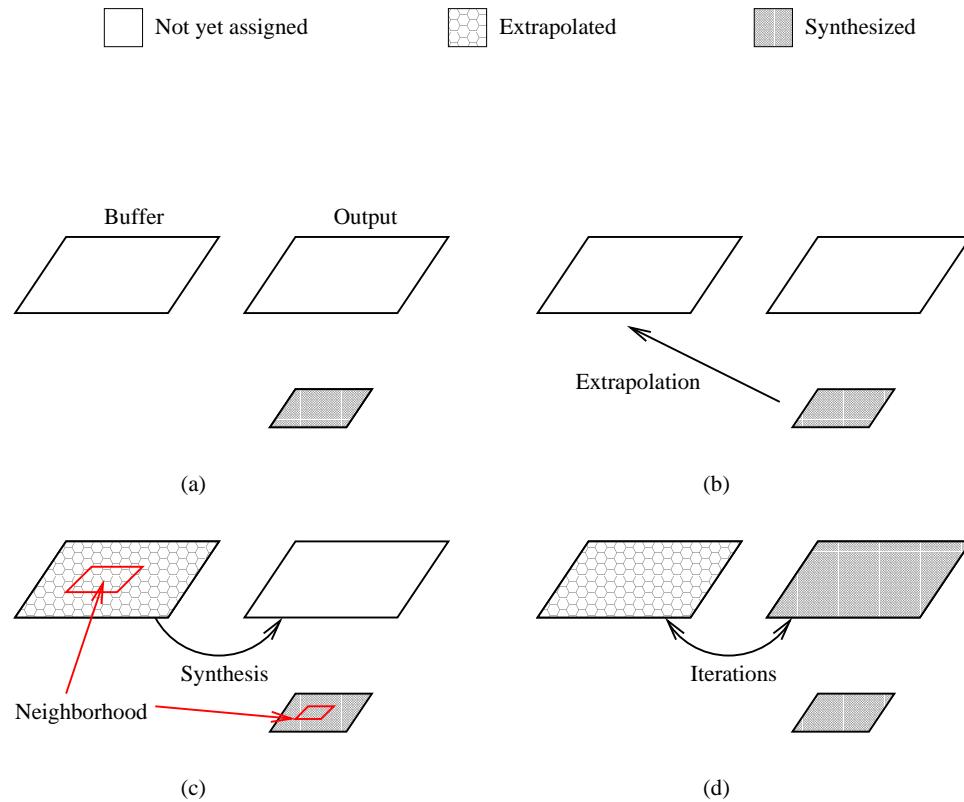 Not yet assigned
Extrapolated
Synthesized
Buffer
Output
Extrapolation
(a)
(b)
Synthesis
Neighborhood
Iterations
(c)
(d)